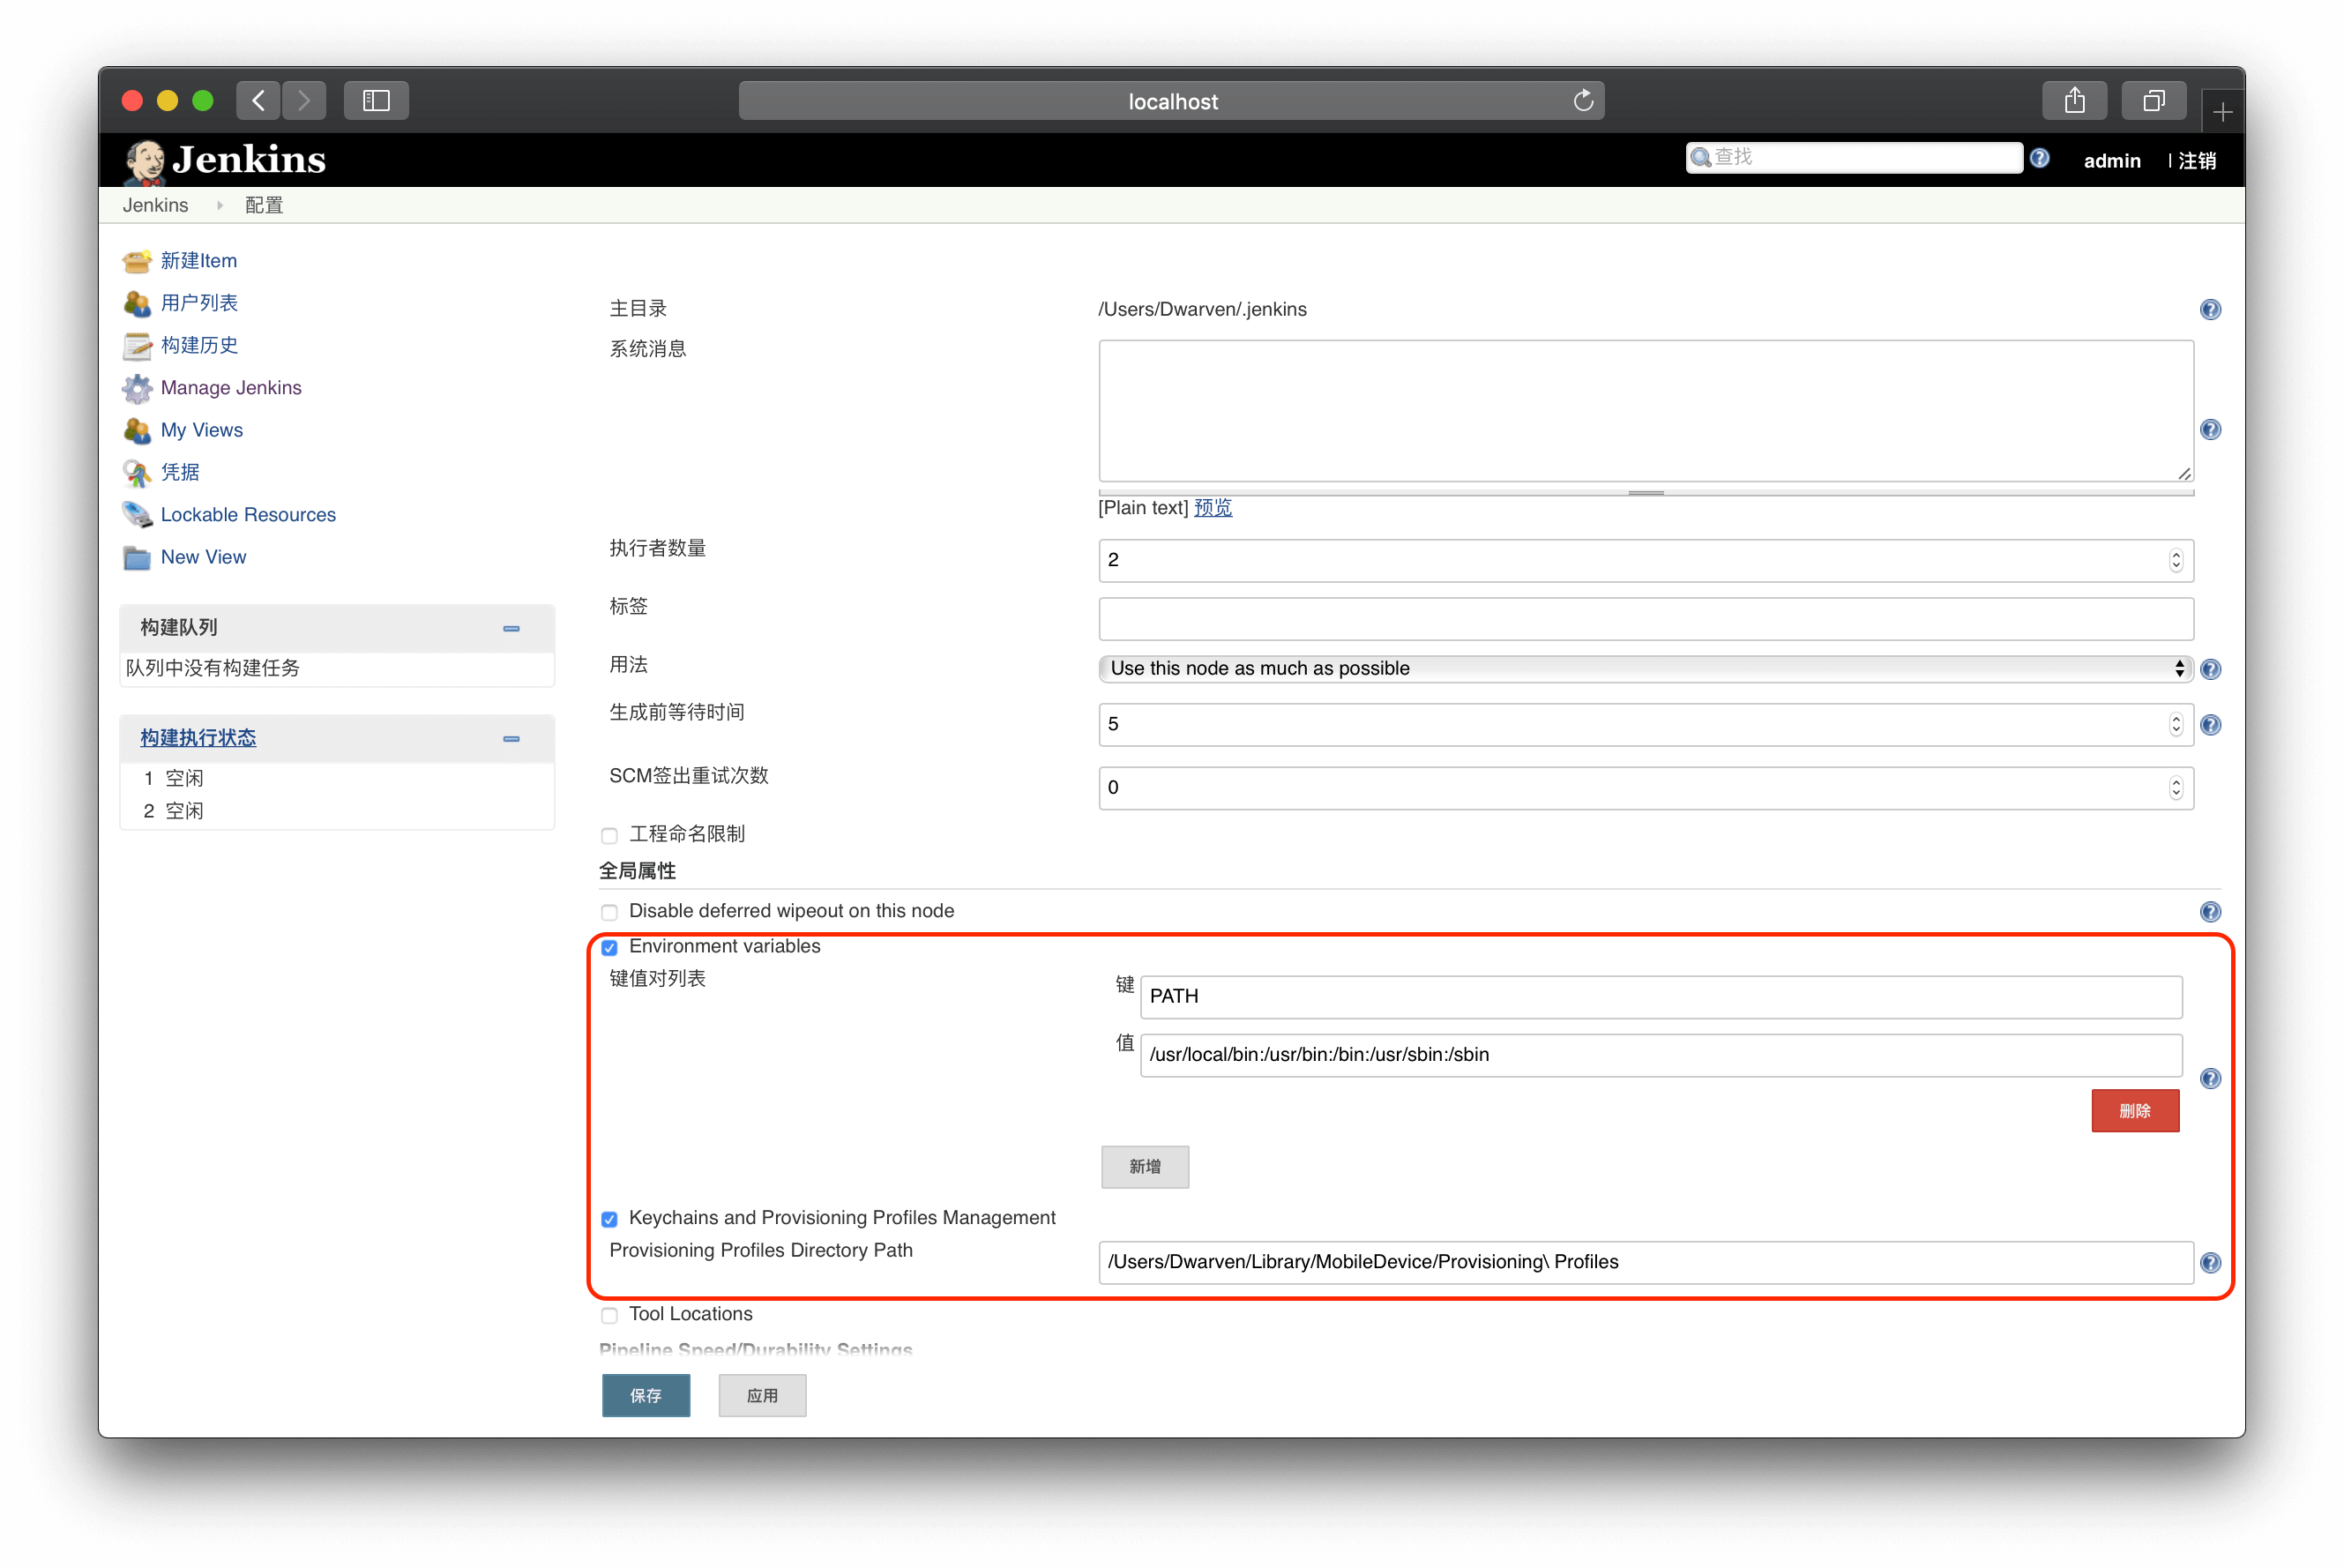 localhost
Jenkins
查找
admin
| 注销
Jenkins
配置
新建Item
用户列表
构建历史
Manage Jenkins
My Views
凭据
Lockable Resources
New View
构建队列
队列中没有构建任务
构建执行状态
1 空闲
2 空闲
主目录
/Users/Dwarven/.jenkins
系统消息
[Plain text] 预览
执行者数量
2
标签
用法
Use this node as much as possible
生成前等待时间
5
SCM签出重试次数
0
工程命名限制
全局属性
Disable deferred wipeout on this node
Environment variables
键值对列表
键
PATH
值
/usr/local/bin:/usr/bin:/bin:/usr/sbin:/sbin
删除
新增
Keychains and Provisioning Profiles Management
Provisioning Profiles Directory Path
/Users/Dwarven/Library/MobileDevice/Provisioning\ Profiles
Tool Locations
Pipeline Speed/Durability Settings
保存
应用